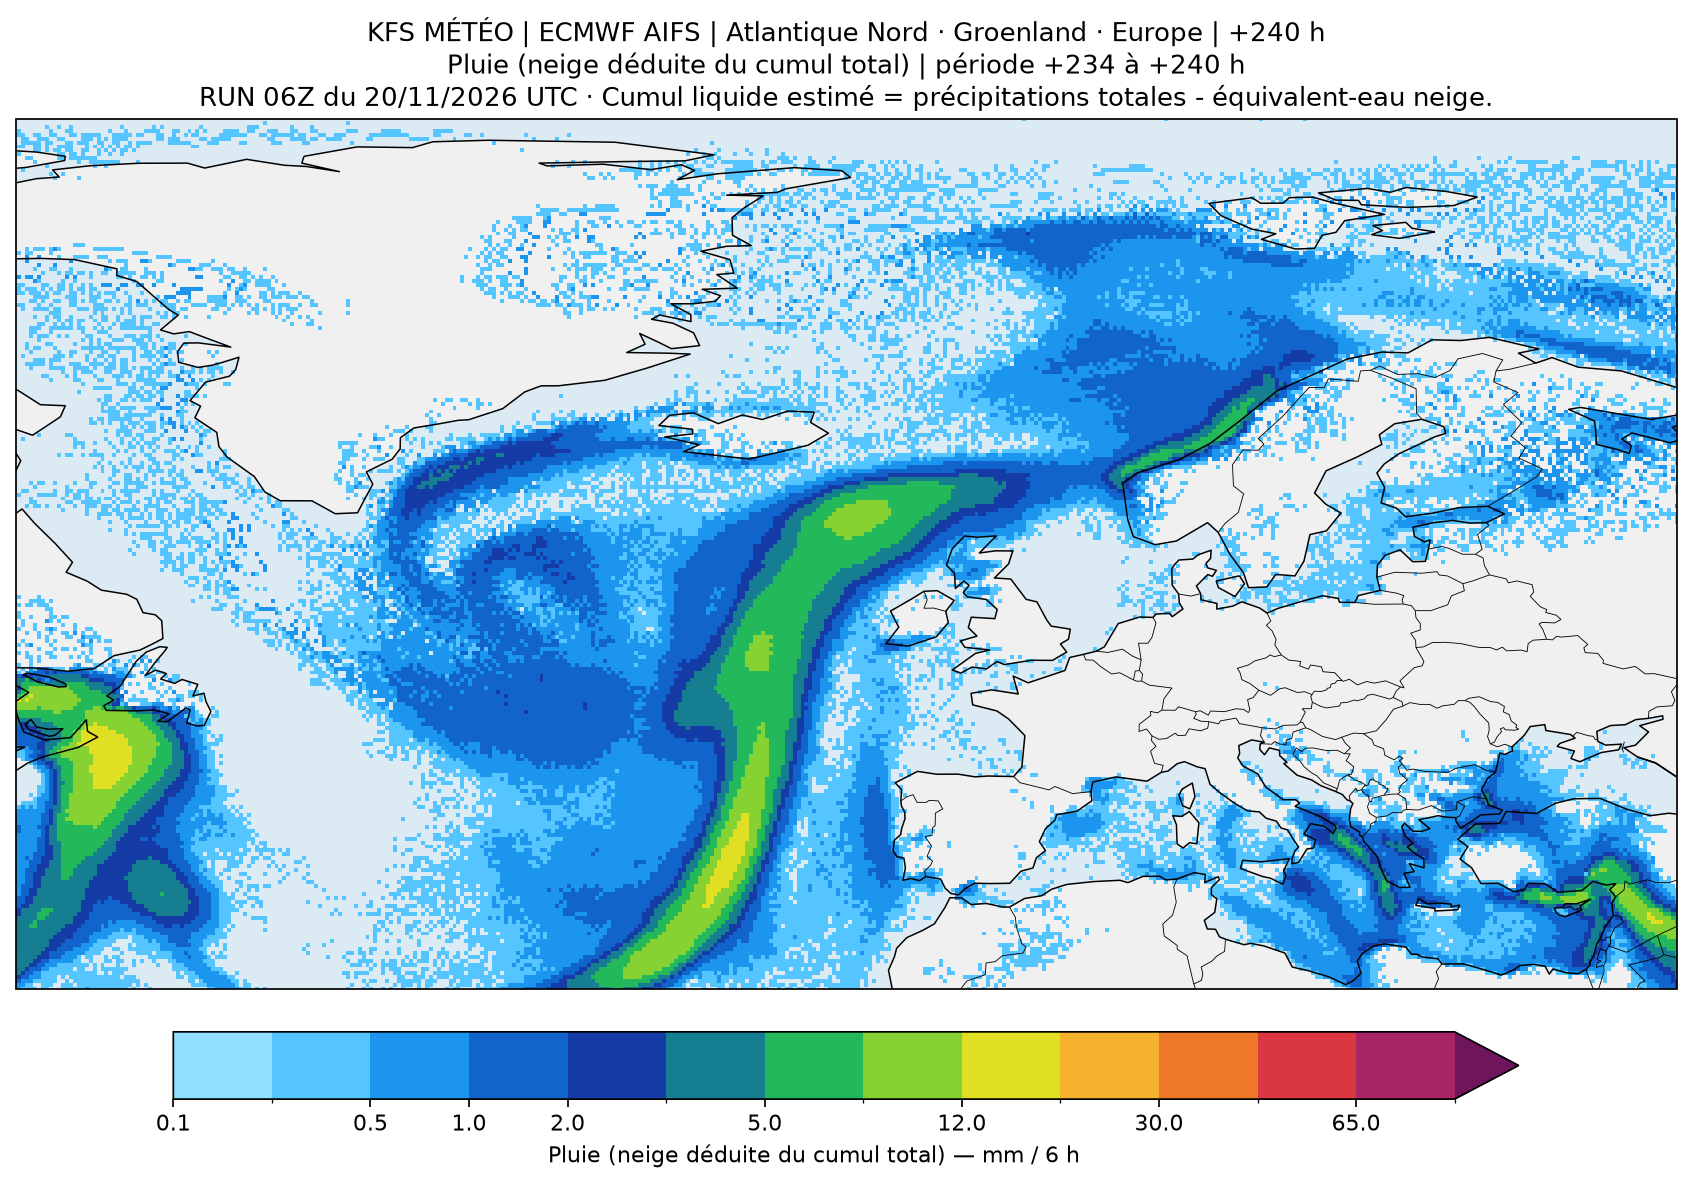 KFS MÉTÉO | ECMWF AIFS | Atlantique Nord · Groenland · Europe | +240 h
Pluie (neige déduite du cumul total) | période +234 à +240 h
RUN 06Z du 20/11/2026 UTC · Cumul liquide estimé = précipitations totales - équivalent-eau neige.
0.1 0.5 1.0 2.0 5.0 12.0 30.0 65.0
Pluie (neige déduite du cumul total) — mm / 6 h